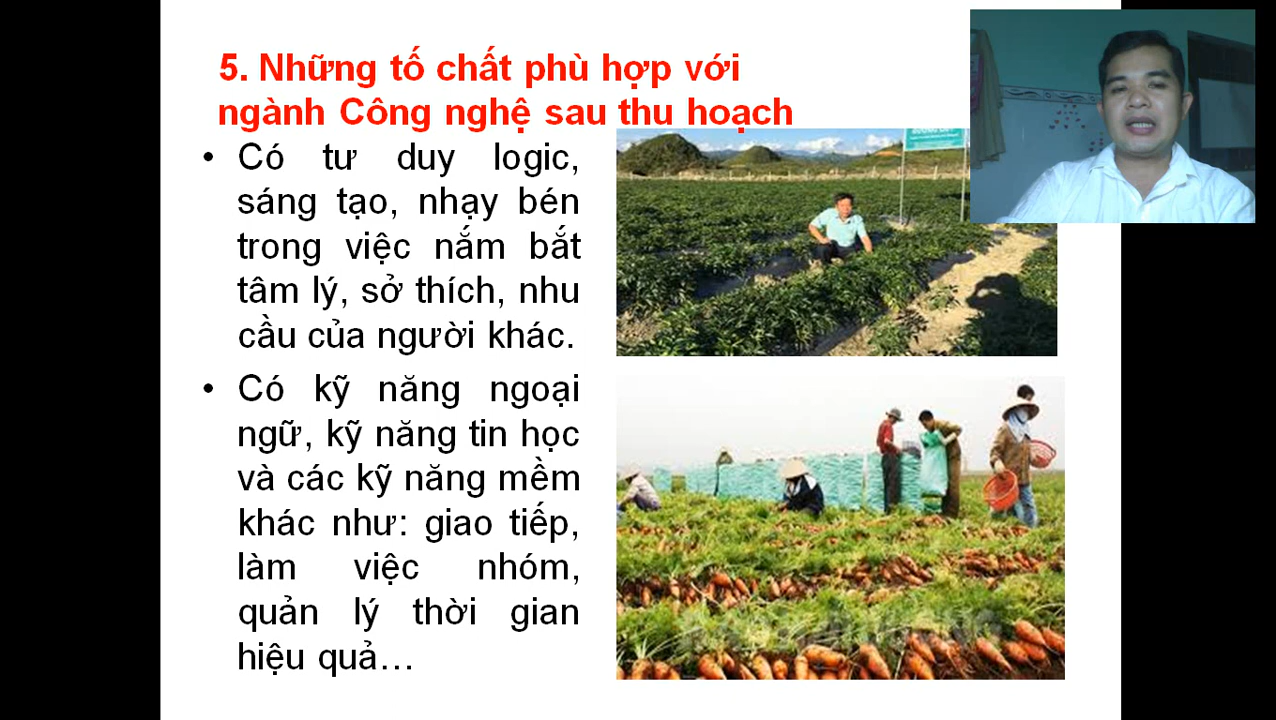 5. Những tố chất phù hợp với
ngành Công nghệ sau thu hoạch
• Có tư duy logic,
sáng tạo, nhạy bén
trong việc nắm bắt
tâm lý, sở thích, nhu
cầu của người khác.
• Có kỹ năng ngoại
ngữ, kỹ năng tin học
và các kỹ năng mềm
khác như: giao tiếp,
làm việc nhóm,
quản lý thời gian
hiệu quả…